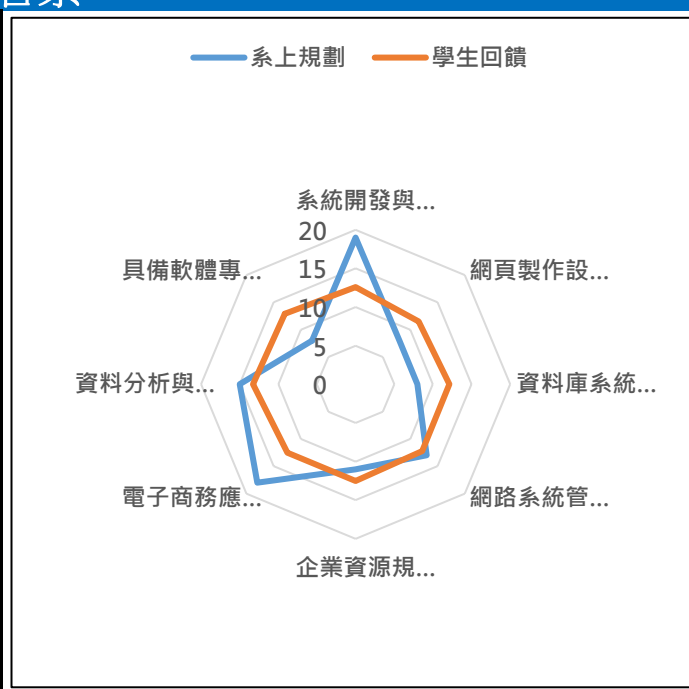 系上規劃 學生回饋
系統開發與...
20
具備軟體專... 15 網頁製作設...
10
5
資料分析與... 0 資料庫系統...
電子商務應... 網路系統管...
企業資源規...